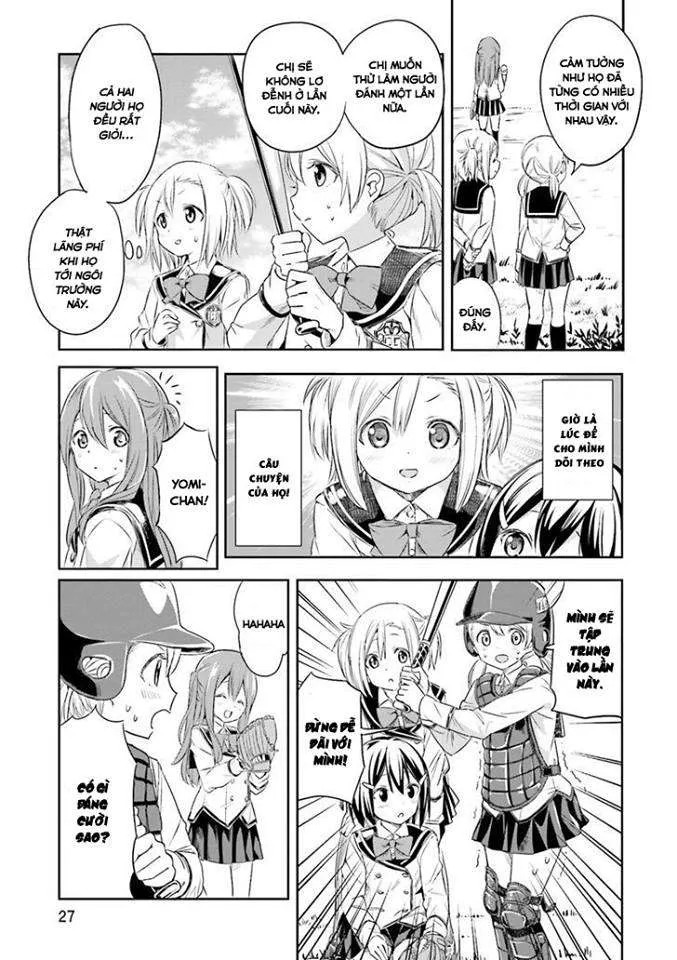 CẢM TƯỞNG
NHƯ HỌ ĐÃ
TỪNG CÓ NHIỀU
THỜI GIAN VỚI
NHAU VẬY.
ĐÚNG
ĐẤY.
CHỊ MUỐN
THỬ LÀM NGƯỜI
ĐÁNH MỘT LẦN
NỮA.
CHỊ SẼ
KHÔNG LƠ
ĐỄNH Ở LẦN
CUỐI NÀY.
CẢ HAI
NGƯỜI HỌ
ĐỀU RẤT
GIỎI...
THẬT
LÃNG PHÍ
KHI HỌ
TỚI NGÔI
TRƯỜNG
NÀY.
GIỜ LÀ
LÚC ĐỂ
CHO MÌNH
DÕI THEO
CÂU
CHUYỆN
CỦA HỌ!
YOMI-
CHAN!
MÌNH SẼ
TẬP
TRUNG
VÀO LẦN
NÀY.
ĐỪNG DỄ
DÃI VỚI
MÌNH!
HAHAHA
CÓ GÌ
ĐÁNG
CƯỜI
SAO?
27